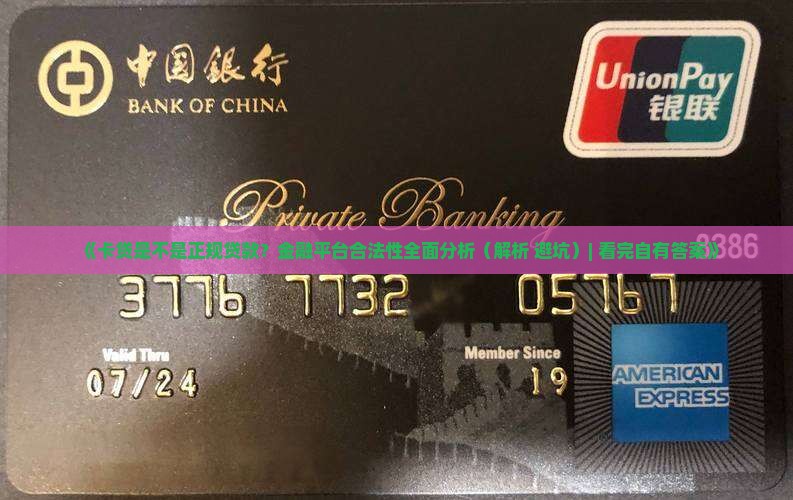 中国銀行
BANK OF CHINA
UnionPay
银联
Private Banking
《卡贷是不是正规贷款？金融平台合法性全面分析（解析 避坑）| 看完自有答案》
3776 7732 05767
Valid Thru
Member Since
07/24
19
AMERICAN
EXPRESS